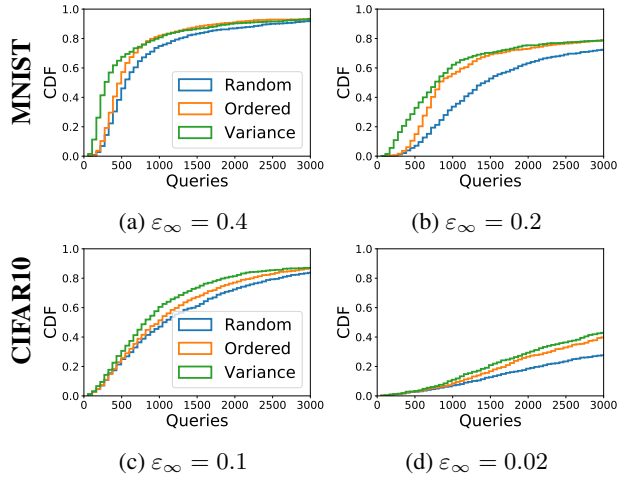 MNIST
CDF
1.0
0.8
0.6
0.4
0.2
0.0
Random
Ordered
Variance
0 500 1000 1500 2000 2500 3000
Queries
(a) ε∞ = 0.4
CDF
1.0
0.8
0.6
0.4
0.2
0.0
0 500 1000 1500 2000 2500 3000
Queries
(b) ε∞ = 0.2
CIFAR10
CDF
1.0
0.8
0.6
0.4
0.2
0.0
Random
Ordered
Variance
0 500 1000 1500 2000 2500 3000
Queries
(c) ε∞ = 0.1
CDF
1.0
0.8
0.6
0.4
0.2
0.0
0 500 1000 1500 2000 2500 3000
Queries
(d) ε∞ = 0.02